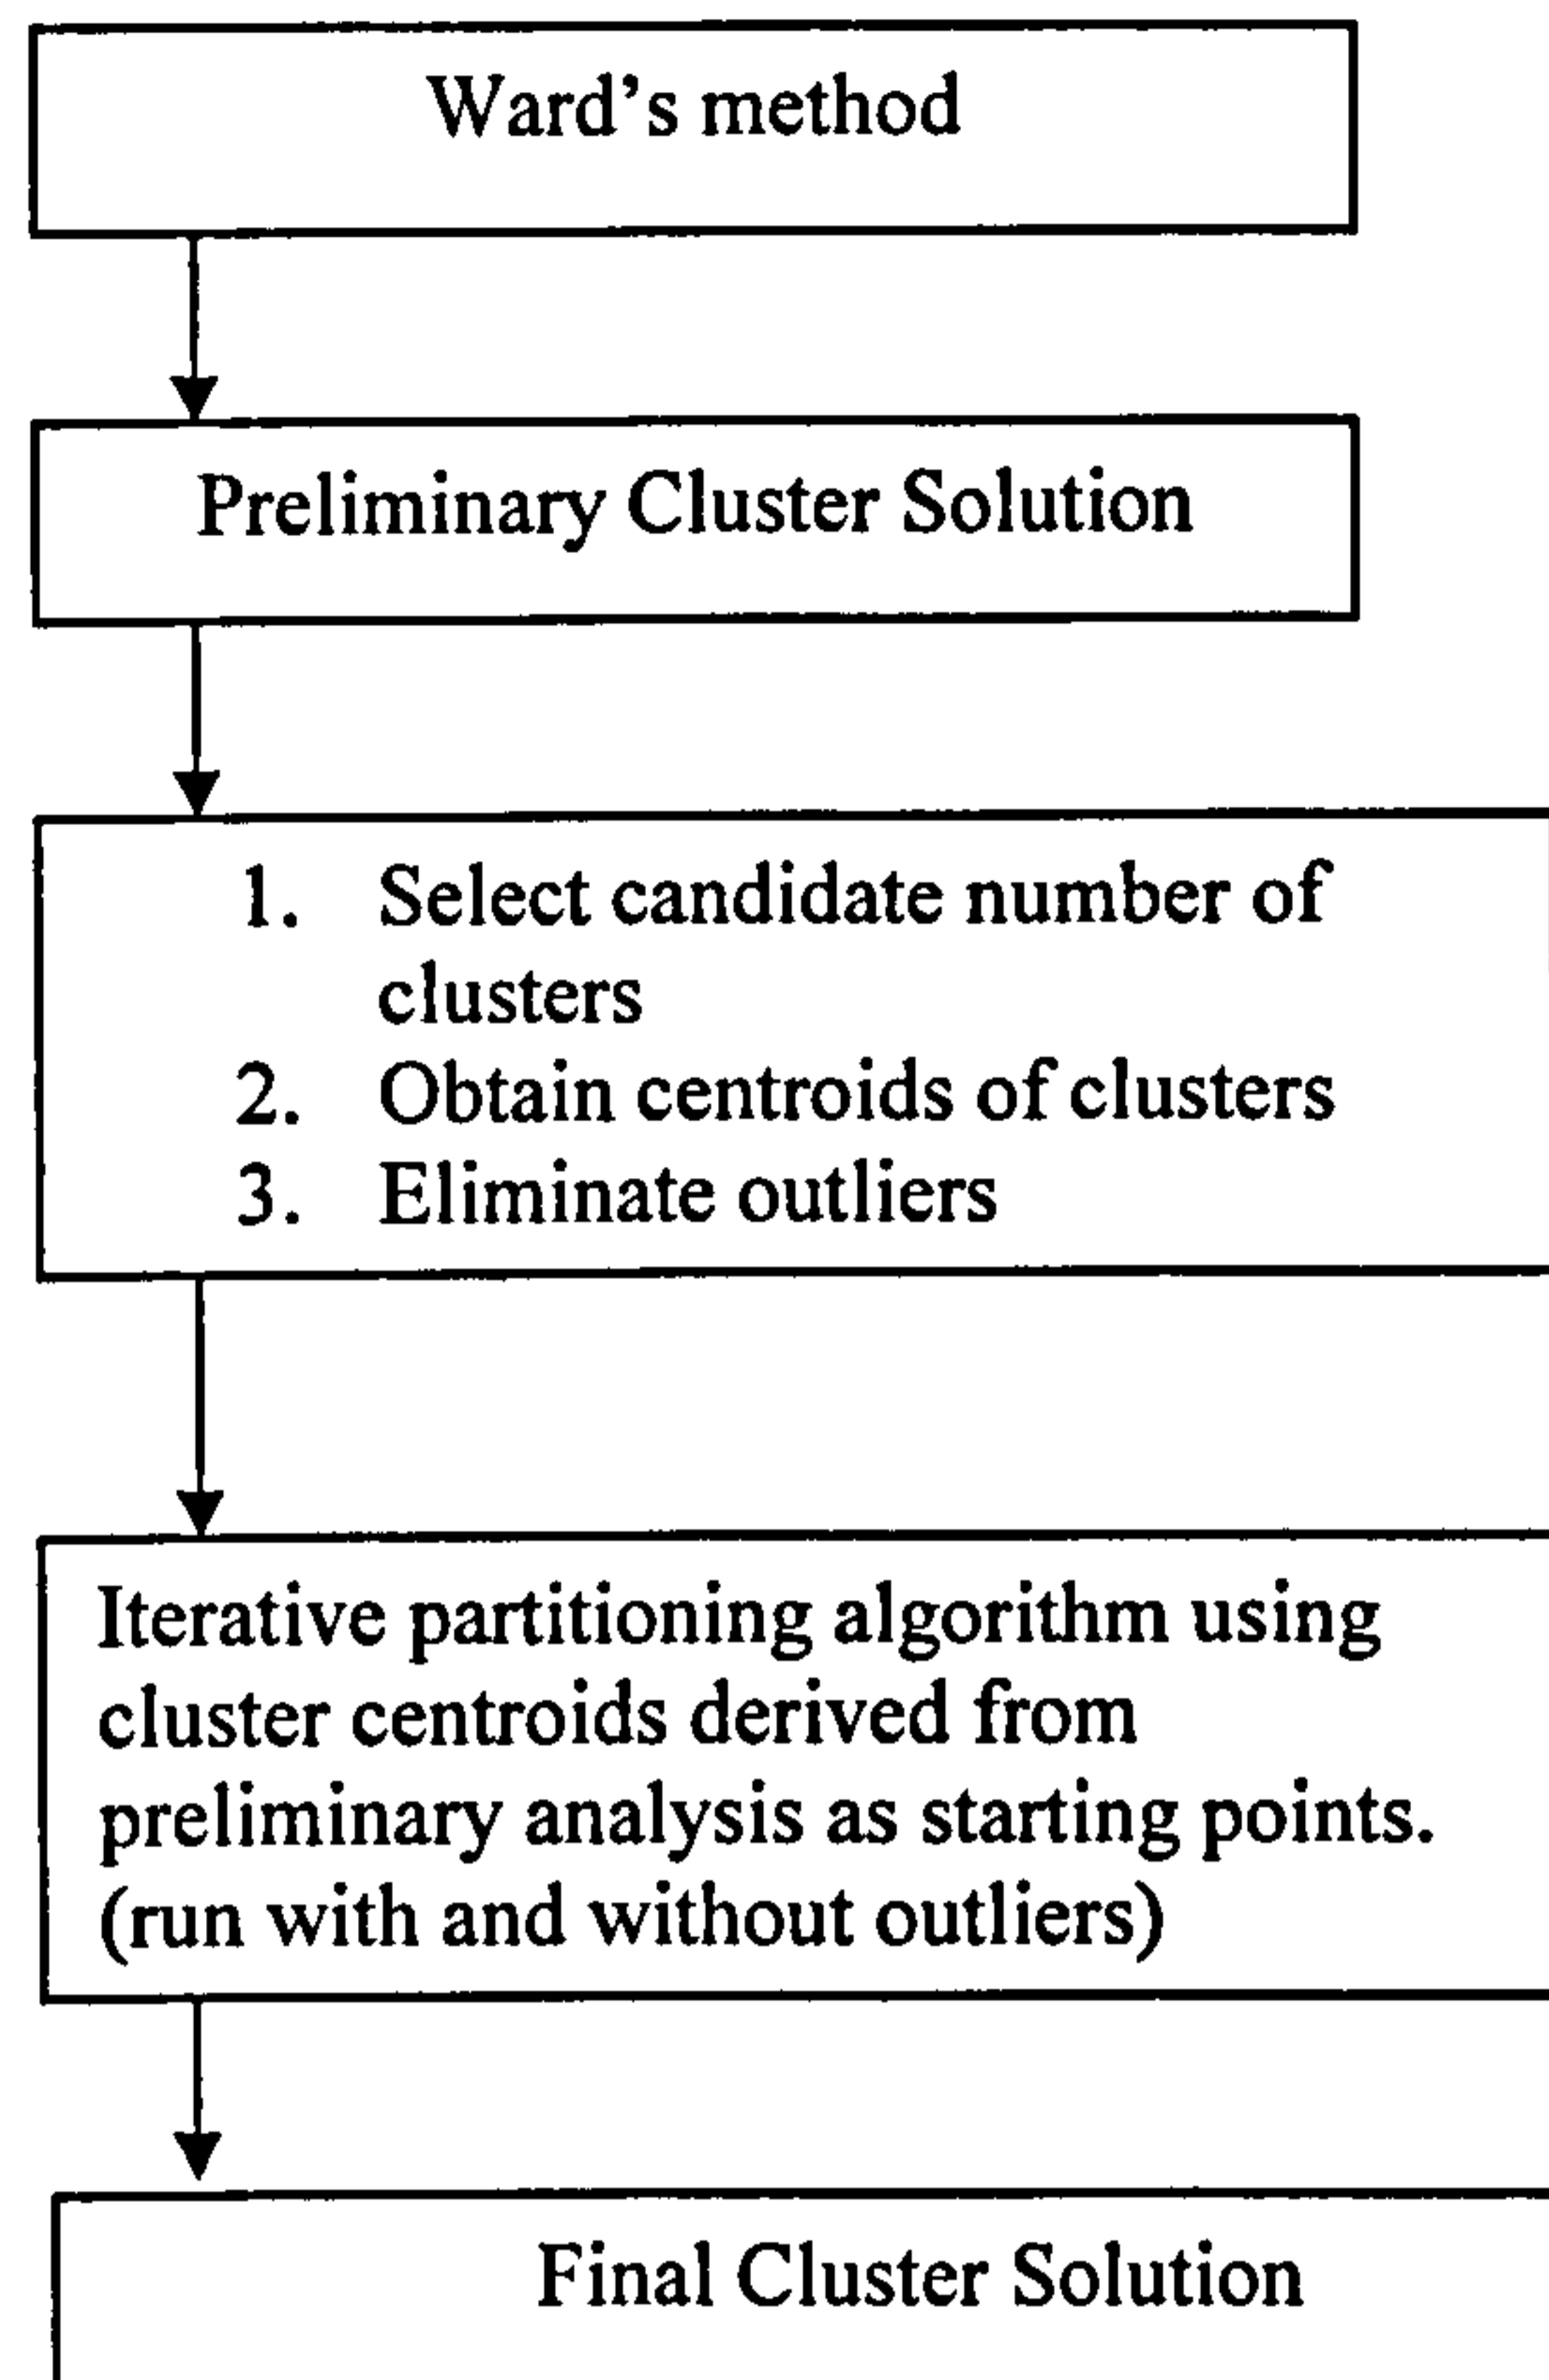 Ward's method
Preliminary Cluster Solution
1. Select candidate number of
clusters
2. Obtain centroids of clusters
3. Eliminate outliers
Iterative partitioning algorithm using
cluster centroids derived from
preliminary analysis as starting points.
(run with and without outliers)
Final Cluster Solution